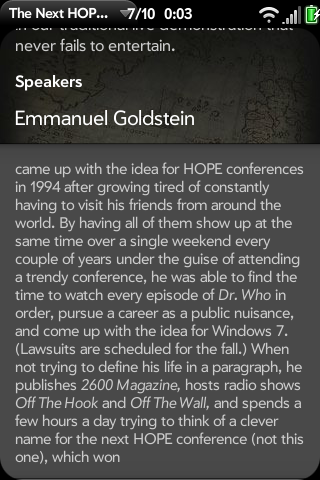 The Next HOP... 7/10 0:03
in our traditional live demonstration that
never fails to entertain.
Speakers
Emmanuel Goldstein
came up with the idea for HOPE conferences
in 1994 after growing tired of constantly
having to visit his friends from around the
world. By having all of them show up at the
same time over a single weekend every
couple of years under the guise of attending
a trendy conference, he was able to find the
time to watch every episode of Dr. Who in
order, pursue a career as a public nuisance,
and come up with the idea for Windows 7.
(Lawsuits are scheduled for the fall.) When
not trying to define his life in a paragraph, he
publishes 2600 Magazine, hosts radio shows
Off The Hook and Off The Wall, and spends a
few hours a day trying to think of a clever
name for the next HOPE conference (not this
one), which won